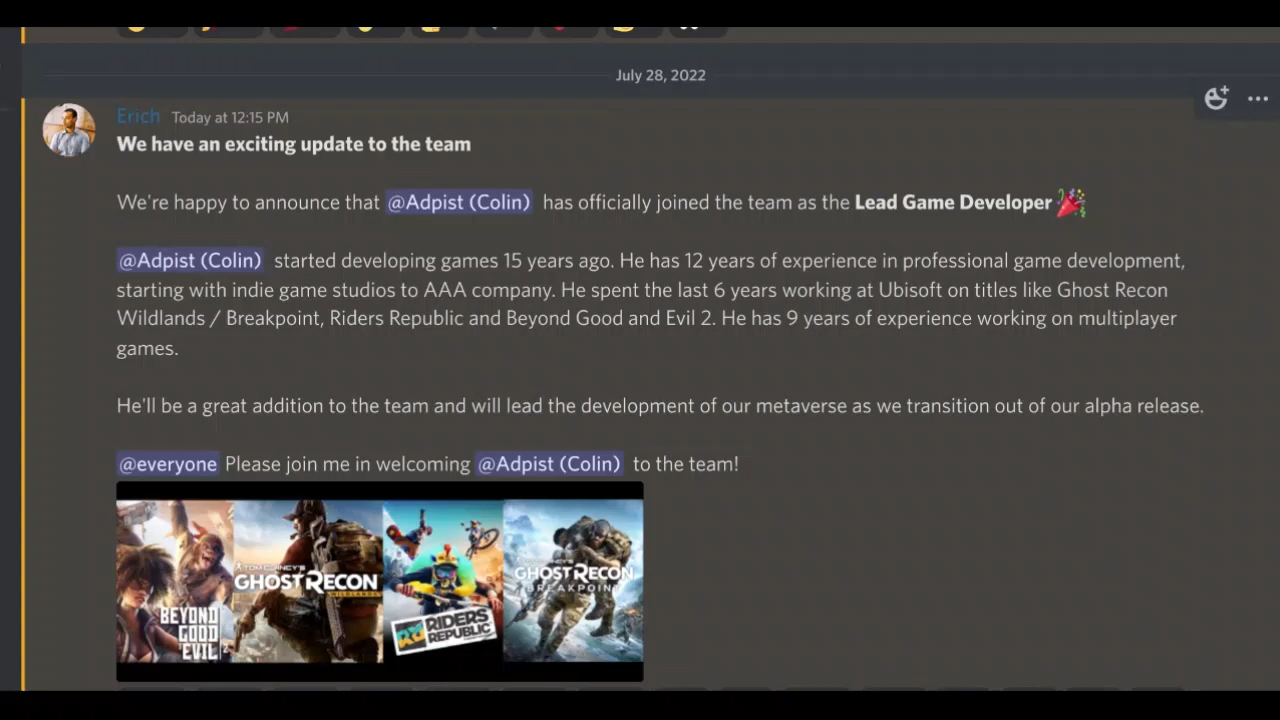 July 28, 2022
Erich Today at 12:15 PM
We have an exciting update to the team
We're happy to announce that @Adpist (Colin) has officially joined the team as the Lead Game Developer
@Adpist (Colin) started developing games 15 years ago. He has 12 years of experience in professional game development,
starting with indie game studios to AAA company. He spent the last 6 years working at Ubisoft on titles like Ghost Recon
Wildlands / Breakpoint, Riders Republic and Beyond Good and Evil 2. He has 9 years of experience working on multiplayer
games.
He'll be a great addition to the team and will lead the development of our metaverse as we transition out of our alpha release.
@everyone Please join me in welcoming @Adpist (Colin) to the team!
BEYOND
GOOD
EVIL 2
TOM CLANCY'S
GHOST RECON
WILDLANDS
RIDERS
REPUBLIC
GHOST RECON
BREAKPOINT